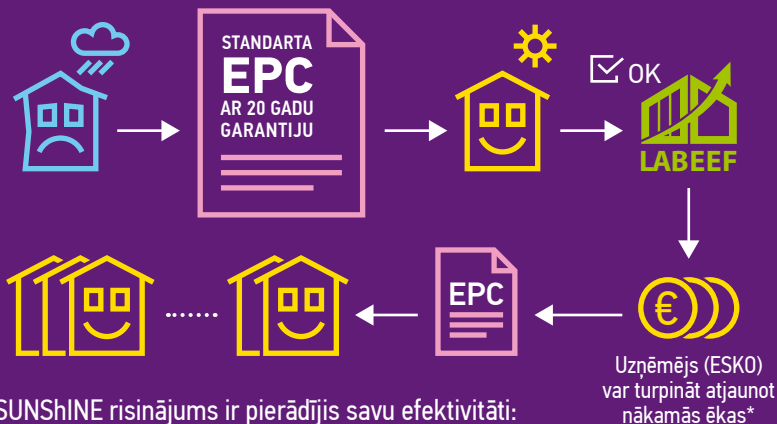 STANDARTA
EPC
AR 20 GADU
GARANTIJU
OK
LABEEF
EPC
€
Uzņēmējs (ESKO)
var turpināt atjaunot
nākamās ēkas*
SUNShINE risinājums ir pierādījis savu efektivitāti: